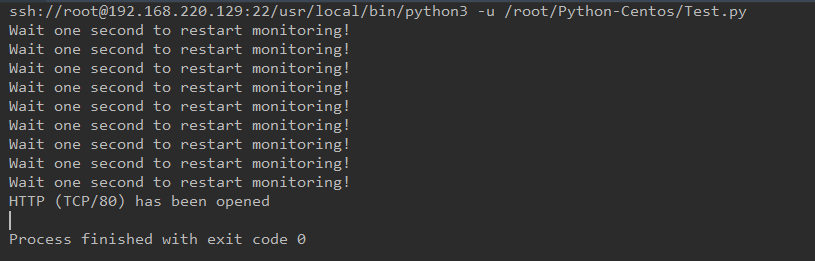 ssh://root@192.168.220.129:22/usr/local/bin/python3 -u /root/Python-Centos/Test.py
Wait one second to restart monitoring!
Wait one second to restart monitoring!
Wait one second to restart monitoring!
Wait one second to restart monitoring!
Wait one second to restart monitoring!
Wait one second to restart monitoring!
Wait one second to restart monitoring!
Wait one second to restart monitoring!
Wait one second to restart monitoring!
HTTP (TCP/80) has been opened
Process finished with exit code 0